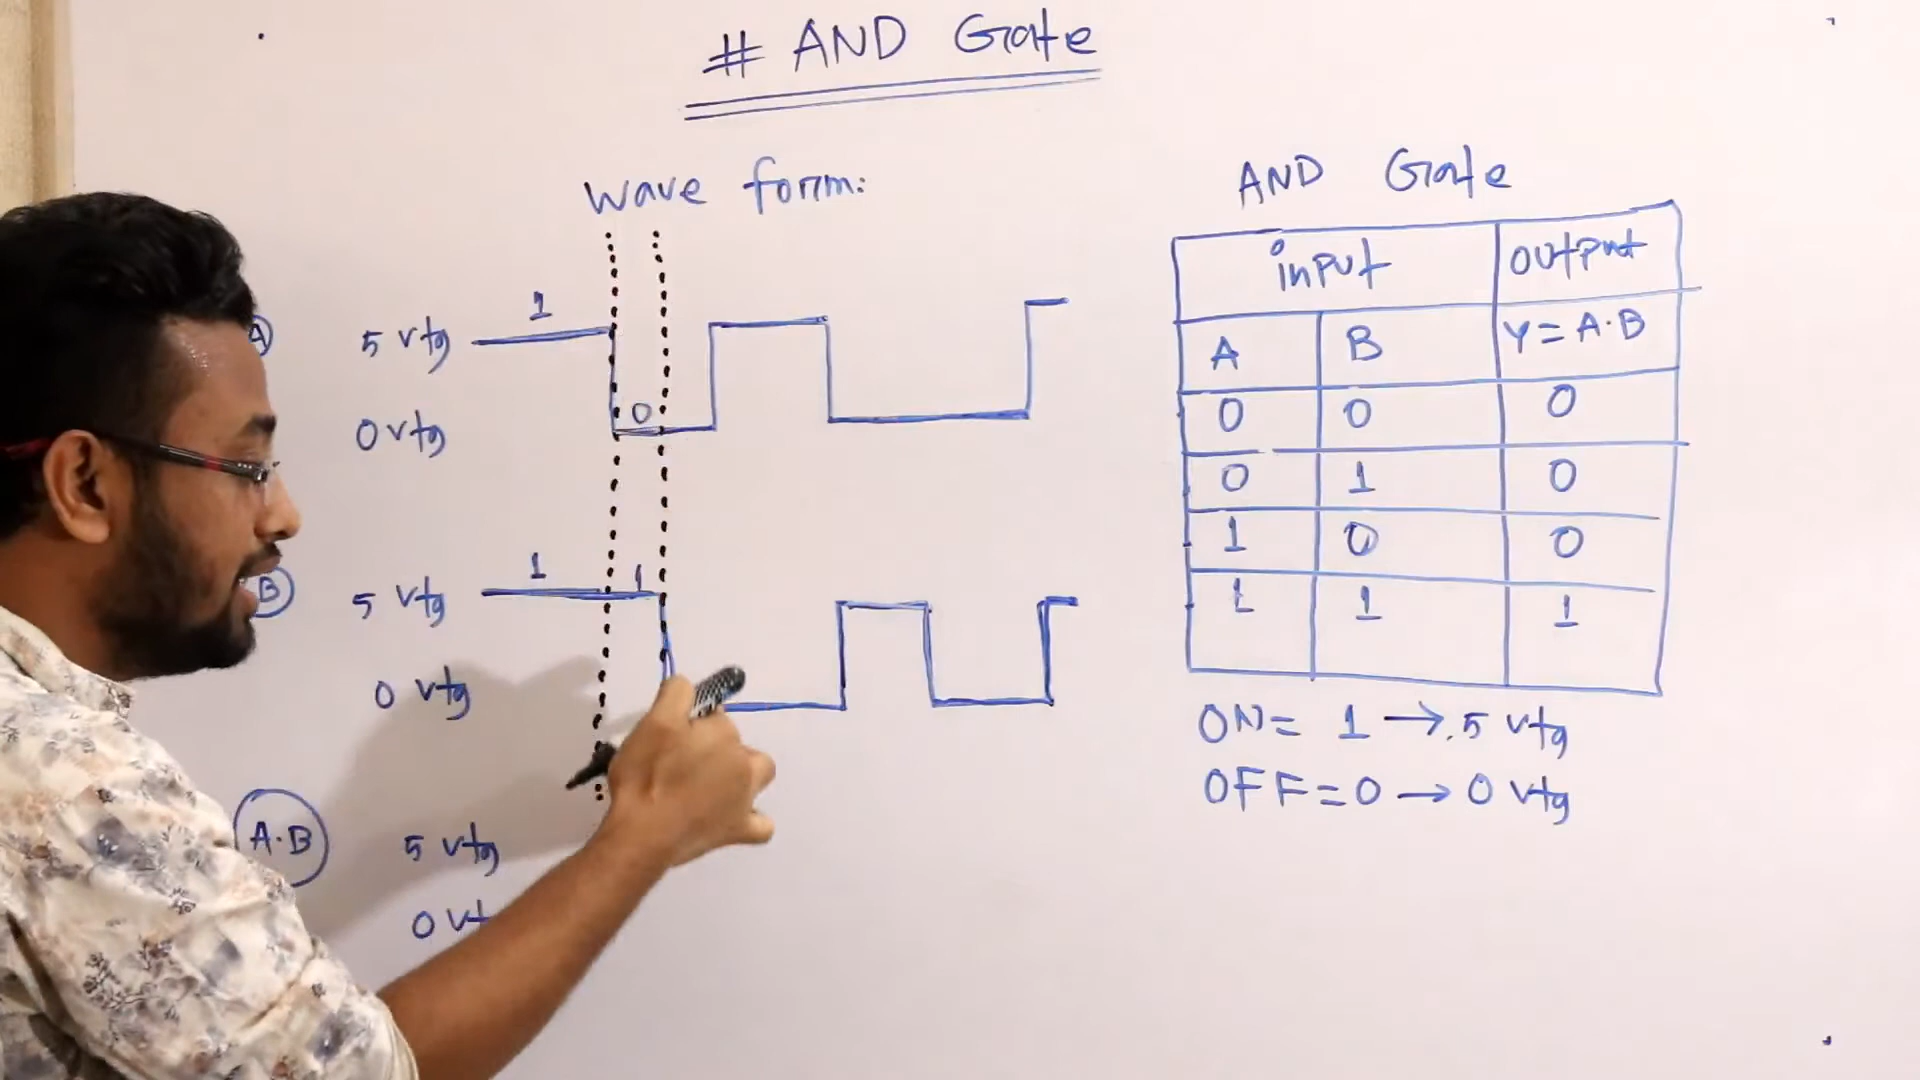 # AND Gate
Wave form:
1
A 5 vtg
0 vtg
0
1 1
B 5 vtg
0 vtg
A·B 5 vtg
0 vt
AND Gate
input output
A B Y = A·B
0 0 0
0 1 0
1 0 0
1 1 1
ON = 1 → 5 vtg
OFF = 0 → 0 vtg